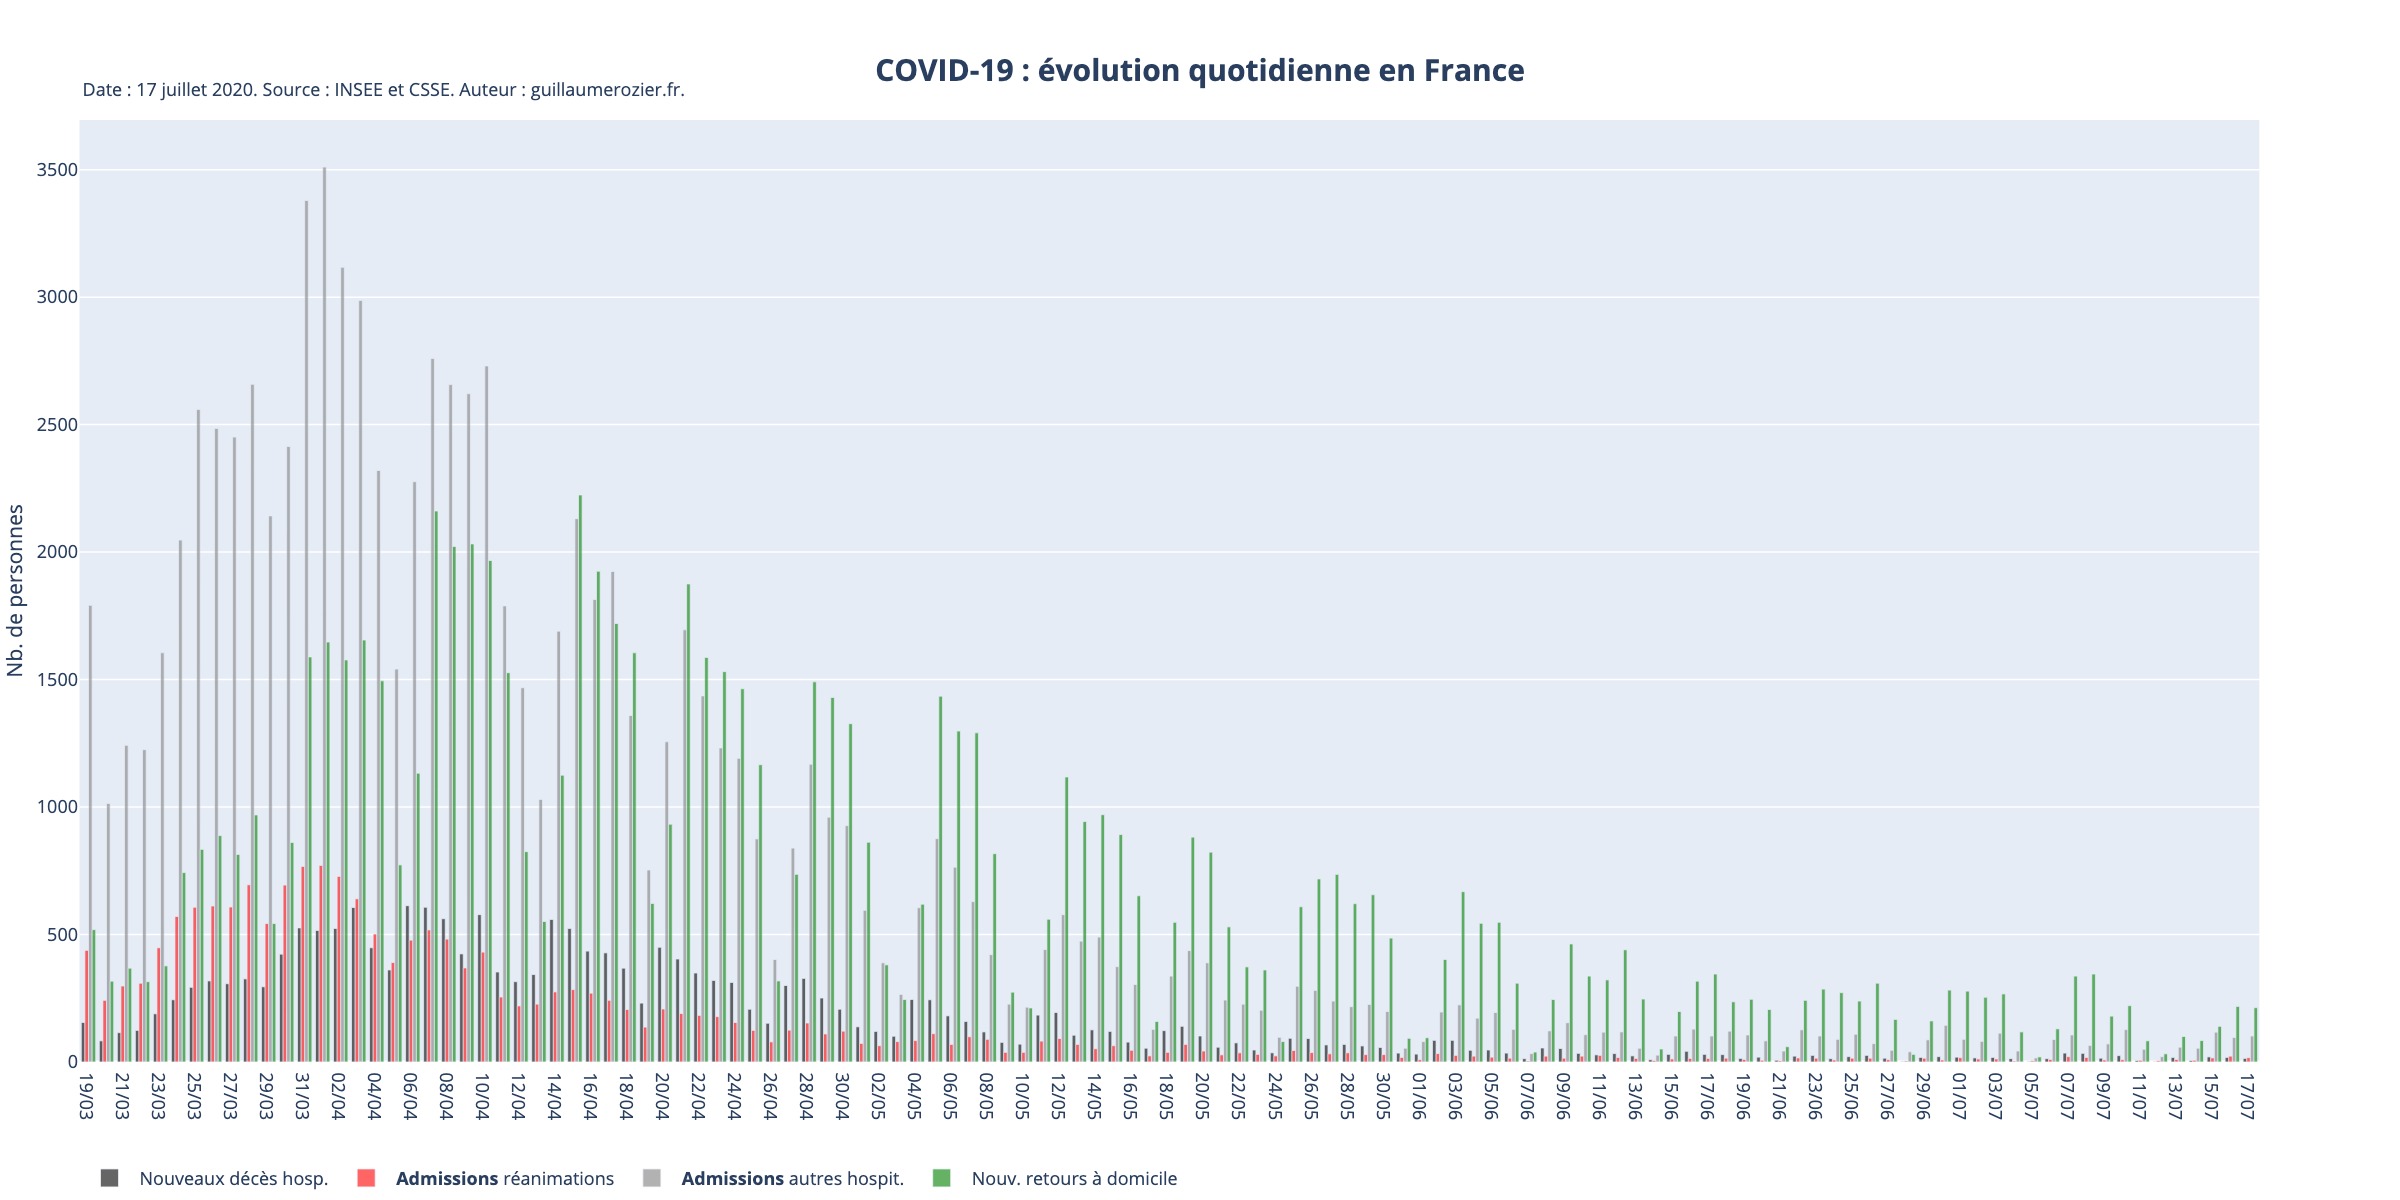 COVID-19 : évolution quotidienne en France
Date : 17 juillet 2020. Source : INSEE et CSSE. Auteur : guillaumerozier.fr.
Nb. de personnes
3500
3000
2500
2000
1500
1000
500
0
19/03 21/03 23/03 25/03 27/03 29/03 31/03 02/04 04/04 06/04 08/04 10/04 12/04 14/04 16/04 18/04 20/04 22/04 24/04 26/04 28/04 30/04 02/05 04/05 06/05 08/05 10/05 12/05 14/05 16/05 18/05 20/05 22/05 24/05 26/05 28/05 30/05 01/06 03/06 05/06 07/06 09/06 11/06 13/06 15/06 17/06 19/06 21/06 23/06 25/06 27/06 29/06 01/07 03/07 05/07 07/07 09/07 11/07 13/07 15/07 17/07
Nouveaux décès hosp. Admissions réanimations Admissions autres hospit. Nouv. retours à domicile